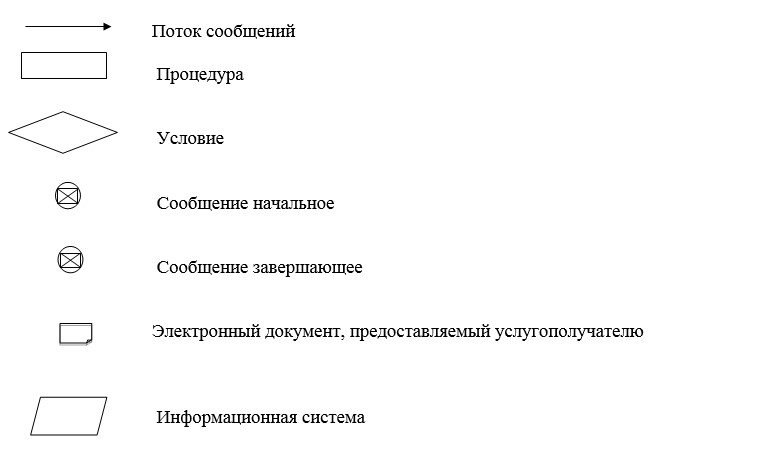 Поток сообщений
Процедура
Условие
Сообщение начальное
Сообщение завершающее
Электронный документ, предоставляемый услугополучателю
Информационная система